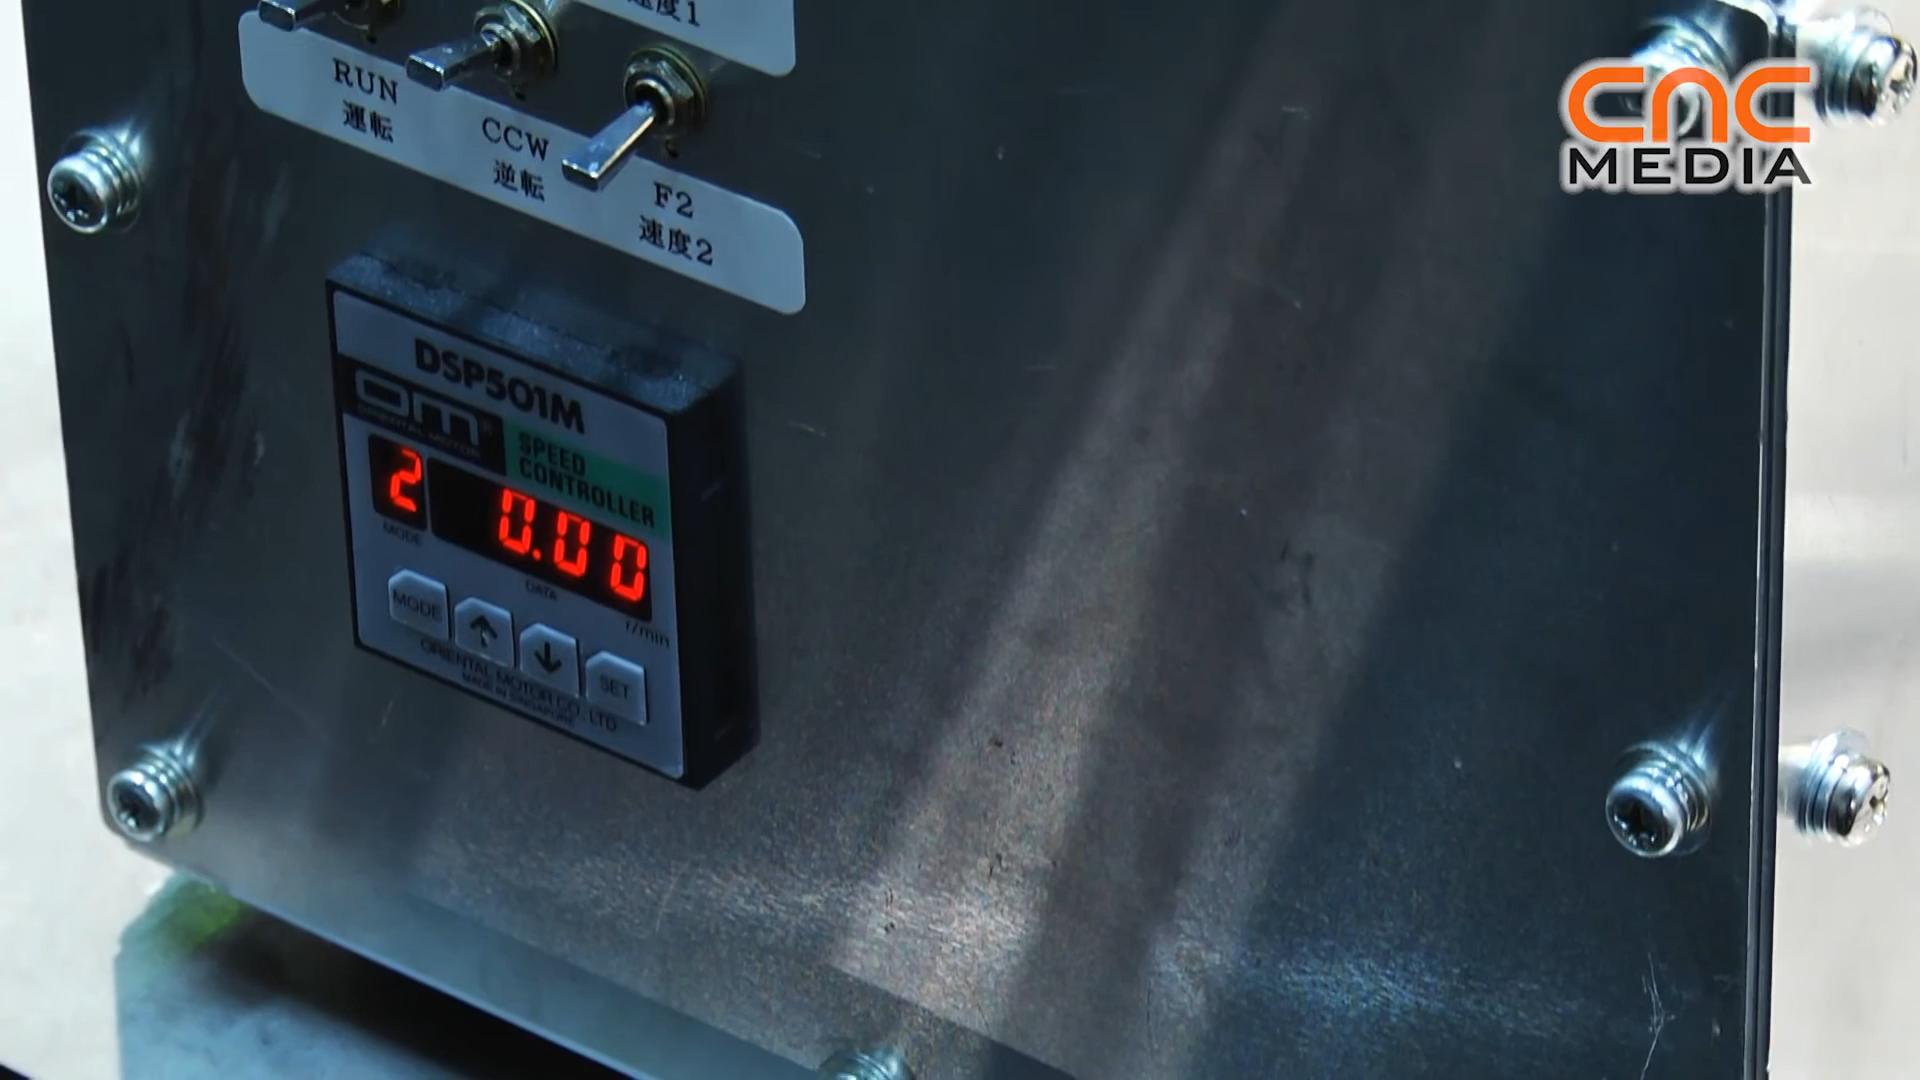 速度1
RUN
運転
CCW
逆転
F2
速度2
DSP501M
OM
ORIENTAL MOTOR
SPEED
CONTROLLER
2
0.00
MODE
DATA
r/min
MODE
SET
ORIENTAL MOTOR CO., LTD
MADE IN SINGAPORE
cnc
MEDIA